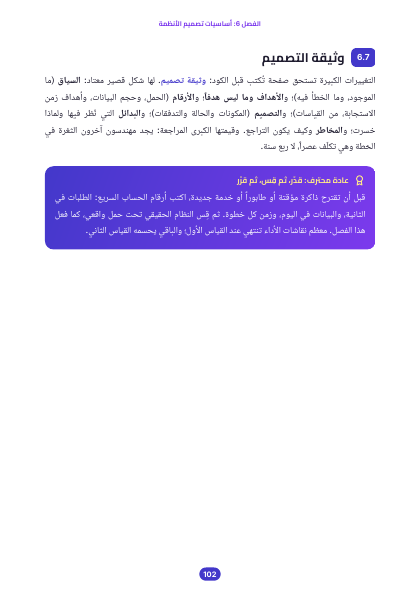 الفصل 6: أساسيات تصميم الأنظمة
6.7 وثيقة التصميم
التغييرات الكبيرة تستحق صفحة تُكتب قبل الكود: وثيقة تصميم. لها شكل قصير معتاد: السياق (ما
الموجود، وما الخطأ فيه)؛ والأهداف وما ليس هدفاً؛ والأرقام (الحمل، وحجم البيانات، وأهداف زمن
الاستجابة، من القياسات)؛ والتصميم (المكونات والحالة والتدفقات)؛ والبدائل التي نُظر فيها ولماذا
خسرت؛ والمخاطر وكيف يكون التراجع. وقيمتها الكبرى المراجعة: يجد مهندسون آخرون الثغرة في
الخطة وهي تكلّف عصراً، لا ربع سنة.
عادة محترف: قدّر، ثم قِس، ثم قرّر
قبل أن تقترح ذاكرة مؤقتة أو طابوراً أو خدمة جديدة، اكتب أرقام الحساب السريع: الطلبات في
الثانية، والبيانات في اليوم، وزمن كل خطوة. ثم قِس النظام الحقيقي تحت حمل واقعي، كما فعل
هذا الفصل. معظم نقاشات الأداء تنتهي عند القياس الأول؛ والباقي يحسمه القياس الثاني.
102